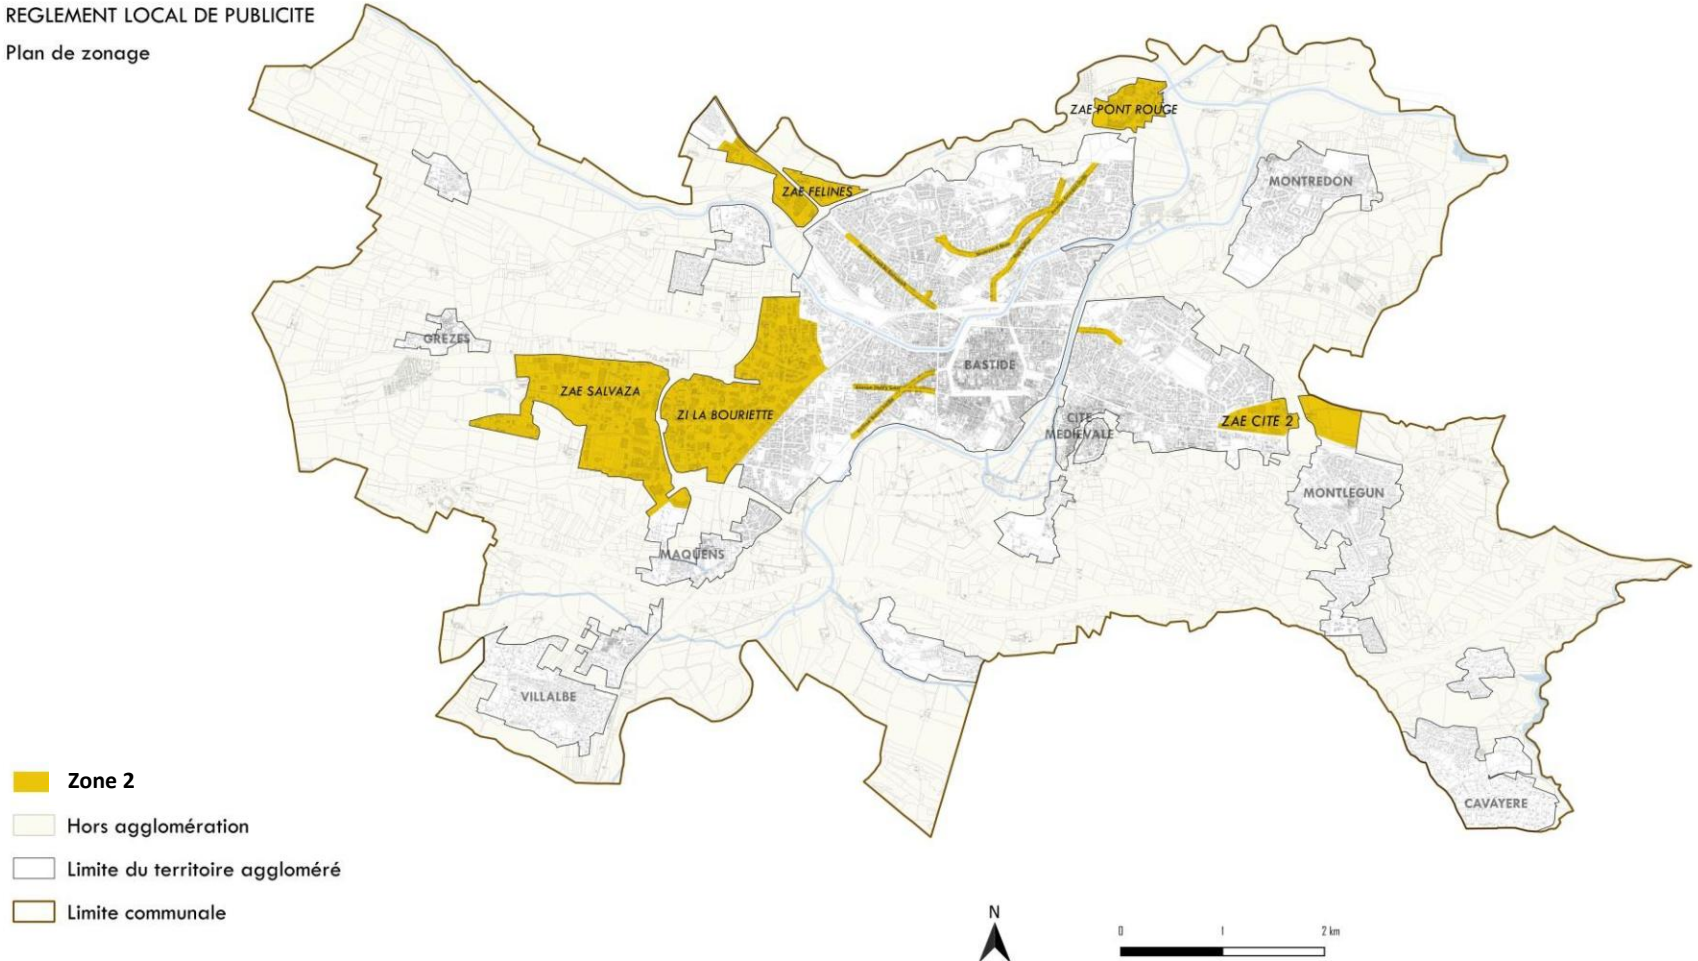 REGLEMENT LOCAL DE PUBLICITE
Plan de zonage
ZAE PONT ROUGE
MONTREDON
ZAE FELINES
GREZES
BASTIDE
ZAE SALVAZA
ZI LA BOURIETTE
CITE
MEDIEVALE
ZAE CITE 2
MONTLEGUN
MAQUENS
VILLALBE
CAVAYERE
Zone 2
Hors agglomération
Limite du territoire aggloméré
Limite communale
N
0 1 2 km